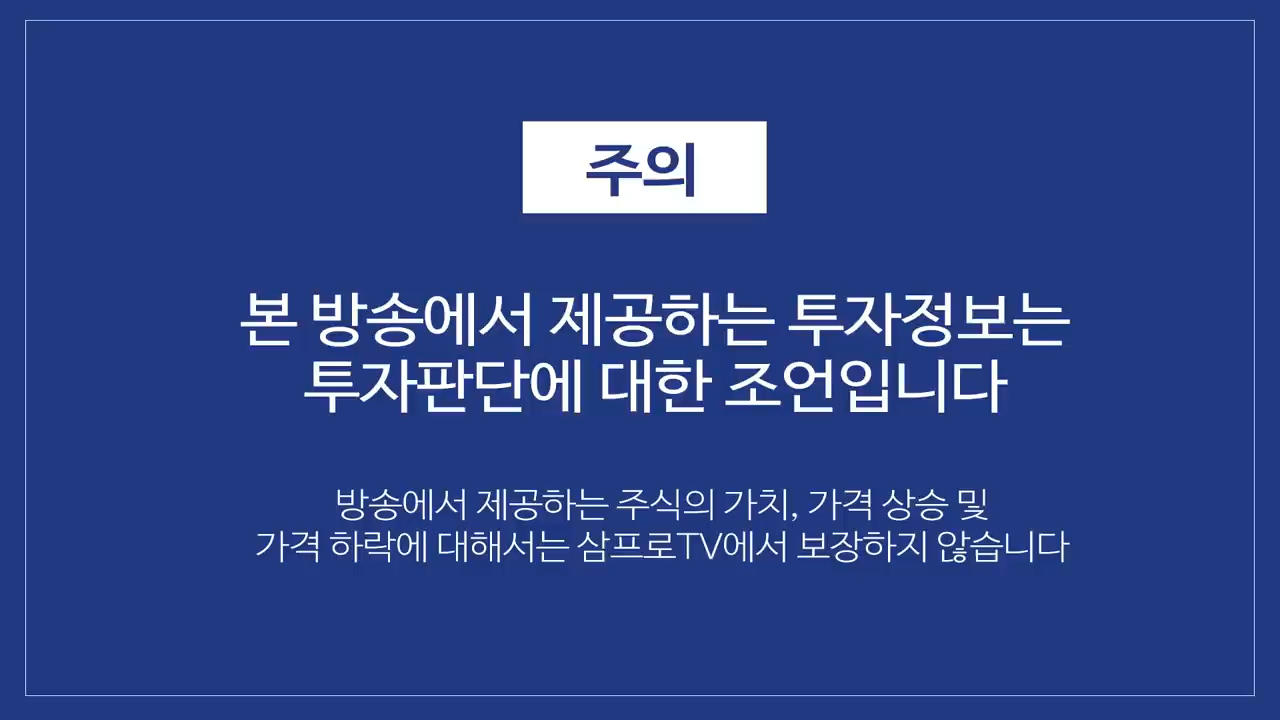 주의
본 방송에서 제공하는 투자정보는
투자판단에 대한 조언입니다
방송에서 제공하는 주식의 가치, 가격 상승 및
가격 하락에 대해서는 삼프로TV에서 보장하지 않습니다